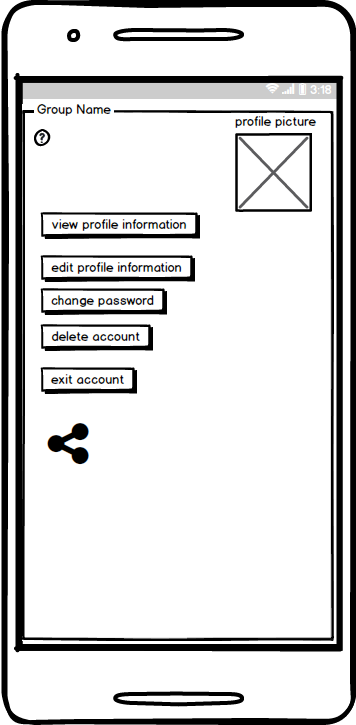 3:18
Group Name
profile picture
?
view profile information
edit profile information
change password
delete account
exit account